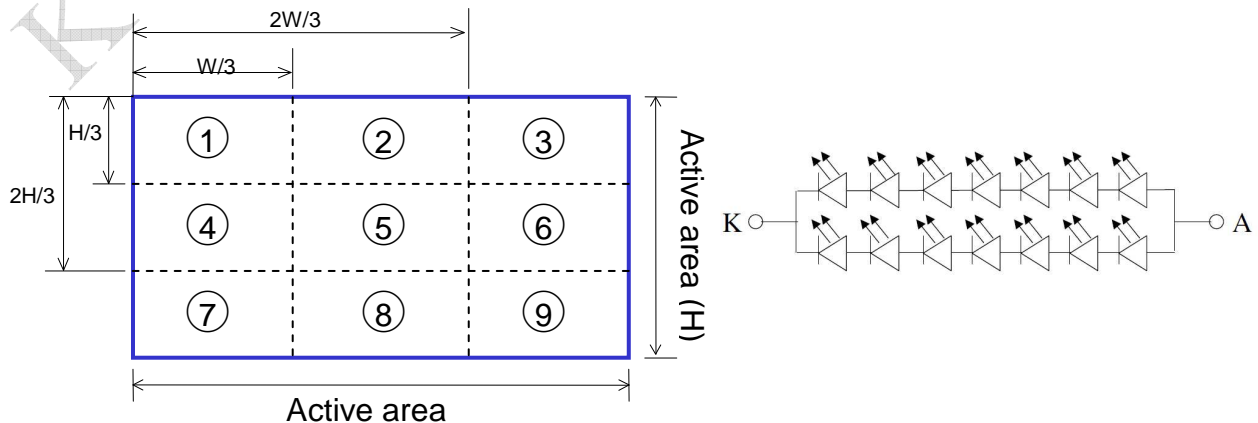 K
2W/3
W/3
H/3
2H/3
1 2 3
4 5 6
7 8 9
Active area (H)
Active area
K A